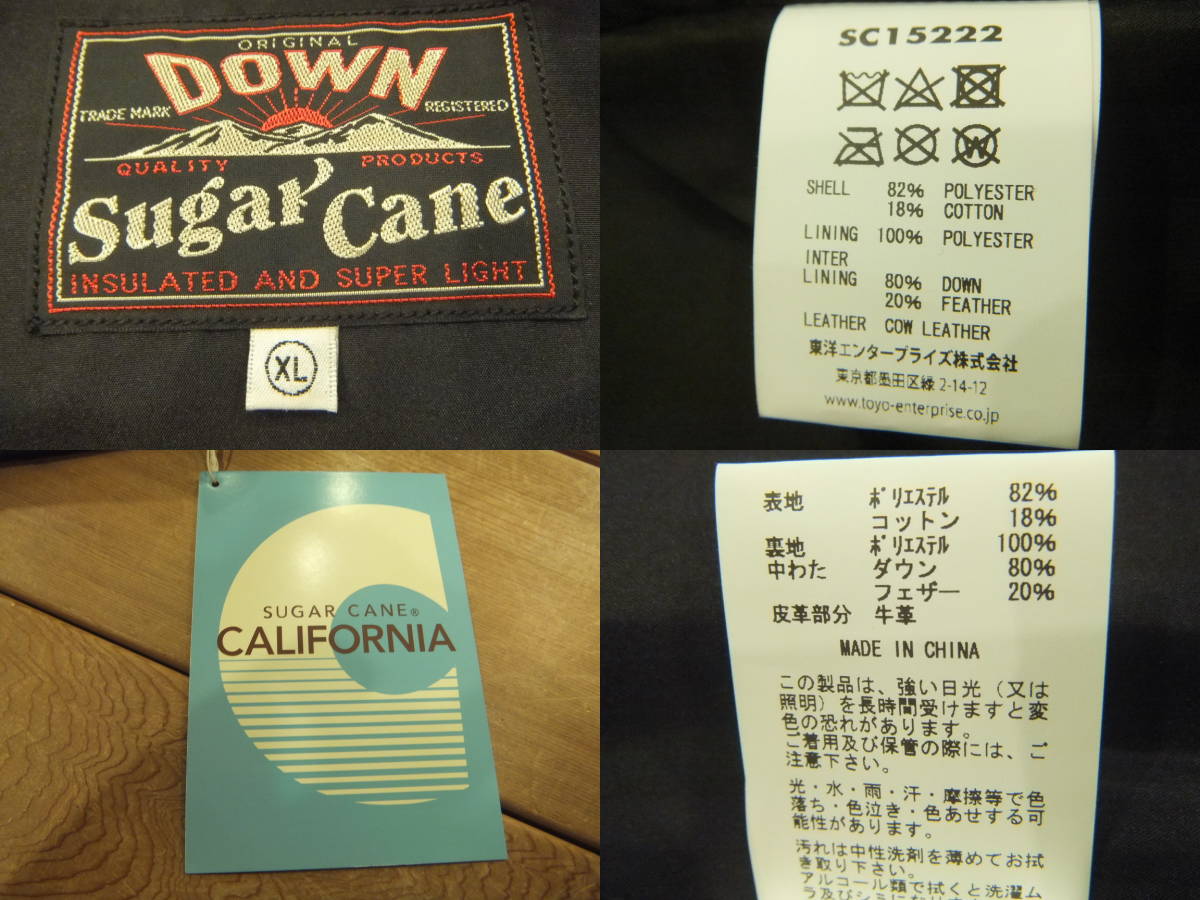 ORIGINAL
DOWN
TRADE MARK REGISTERED
QUALITY PRODUCTS
Sugar Cane
INSULATED AND SUPER LIGHT
XL
SC15222
W
SHELL 82% POLYESTER
18% COTTON
LINING 100% POLYESTER
INTER
LINING 80% DOWN
20% FEATHER
LEATHER COW LEATHER
東洋エンタープライズ株式会社
東京都墨田区緑 2-14-12
www.toyo-enterprise.co.jp
SUGAR CANE®
CALIFORNIA
表地 ポリエステル 82%
コットン 18%
裏地 ポリエステル 100%
中わた ダウン 80%
フェザー 20%
皮革部分 牛革
MADE IN CHINA
この製品は、強い日光（又は
照明）を長時間受けますと変
色の恐れがあります。
ご着用及び保管の際には、ご
注意下さい。
光・水・雨・汗・摩擦等で色
落ち・色泣き・色あせする可
能性があります。
汚れは中性洗剤を薄めてお拭
き取り下さい。
アルコール類で拭くと洗濯ム